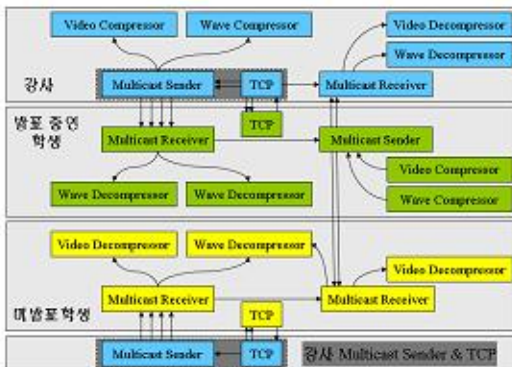 Video Compressor
Wave Compressor
Video Decompressor
Wave Decompressor
강사
Multicast Sender
TCP
Multicast Receiver
발표 중인
학생
TCP
Multicast Receiver
Multicast Sender
Video Compressor
Wave Decompressor
Wave Decompressor
Wave Compressor
Video Decompressor
Wave Decompressor
Video Decompressor
Multicast Receiver
Multicast Receiver
미발표학생
TCP
Multicast Sender
TCP
강사 Multicast Sender & TCP